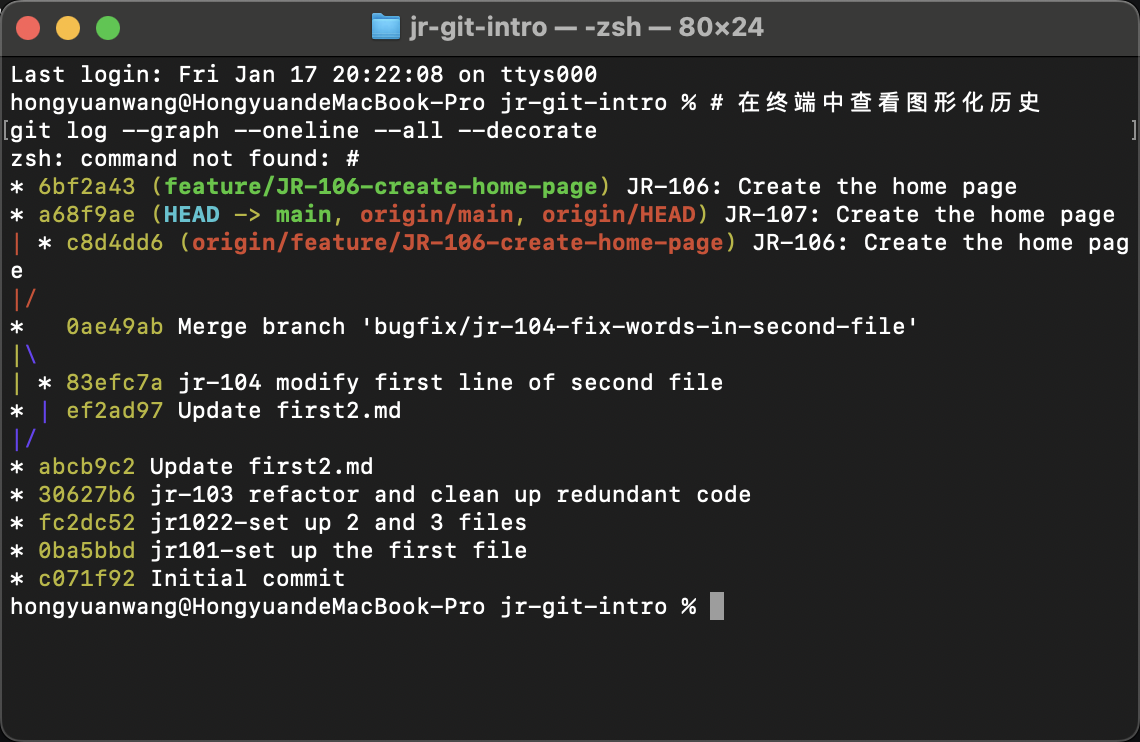 jr-git-intro — -zsh — 80×24
Last login: Fri Jan 17 20:22:08 on ttys000
hongyuanwang@HongyuandeMacBook-Pro jr-git-intro % # 在终端中查看图形化历史
[git log --graph --oneline --all --decorate ]
zsh: command not found: #
* 6bf2a43 (feature/JR-106-create-home-page) JR-106: Create the home page
* a68f9ae (HEAD -> main, origin/main, origin/HEAD) JR-107: Create the home page
| * c8d4dd6 (origin/feature/JR-106-create-home-page) JR-106: Create the home pag
e
|/
*   0ae49ab Merge branch 'bugfix/jr-104-fix-words-in-second-file'
|\
| * 83efc7a jr-104 modify first line of second file
* | ef2ad97 Update first2.md
|/
* abcb9c2 Update first2.md
* 30627b6 jr-103 refactor and clean up redundant code
* fc2dc52 jr1022-set up 2 and 3 files
* 0ba5bbd jr101-set up the first file
* c071f92 Initial commit
hongyuanwang@HongyuandeMacBook-Pro jr-git-intro %